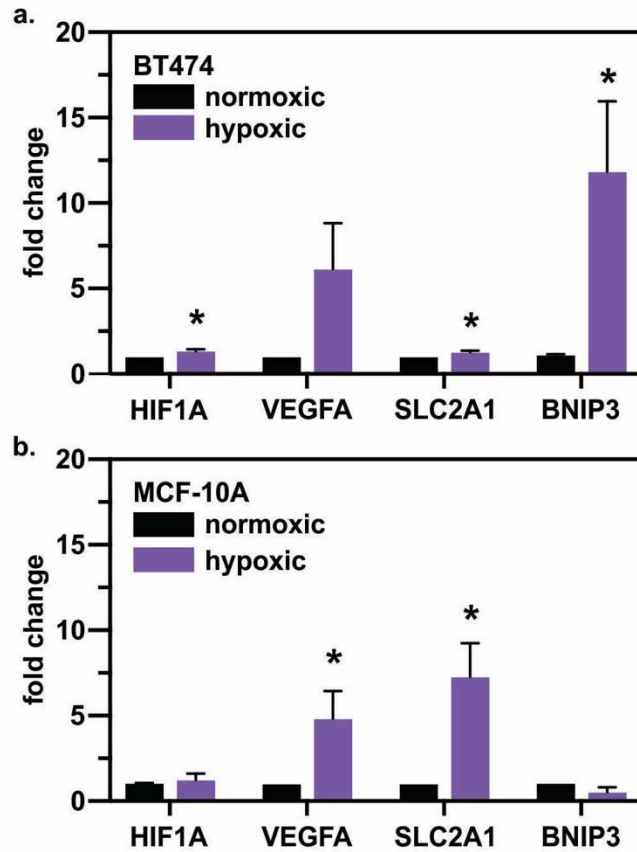 a.
20
15
10
5
0
fold change
BT474
normoxic
hypoxic
*
*
*
HIF1A VEGFA SLC2A1 BNIP3
b.
20
15
10
5
0
fold change
MCF-10A
normoxic
hypoxic
*
*
HIF1A VEGFA SLC2A1 BNIP3